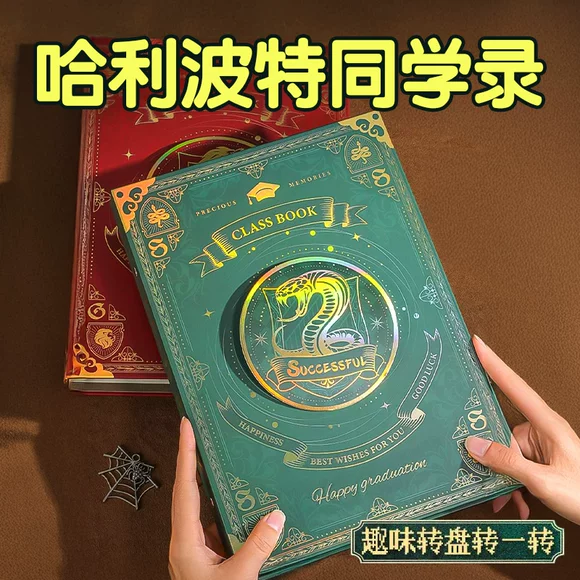 哈利波特同学录
PRECIOUS MEMORIES
CLASS BOOK
SUCCESSFUL
HAPPINESS
BEST WISHES FOR YOU
GOOD LUCK
Happy graduation
S
S
G
S
趣味转盘转一转